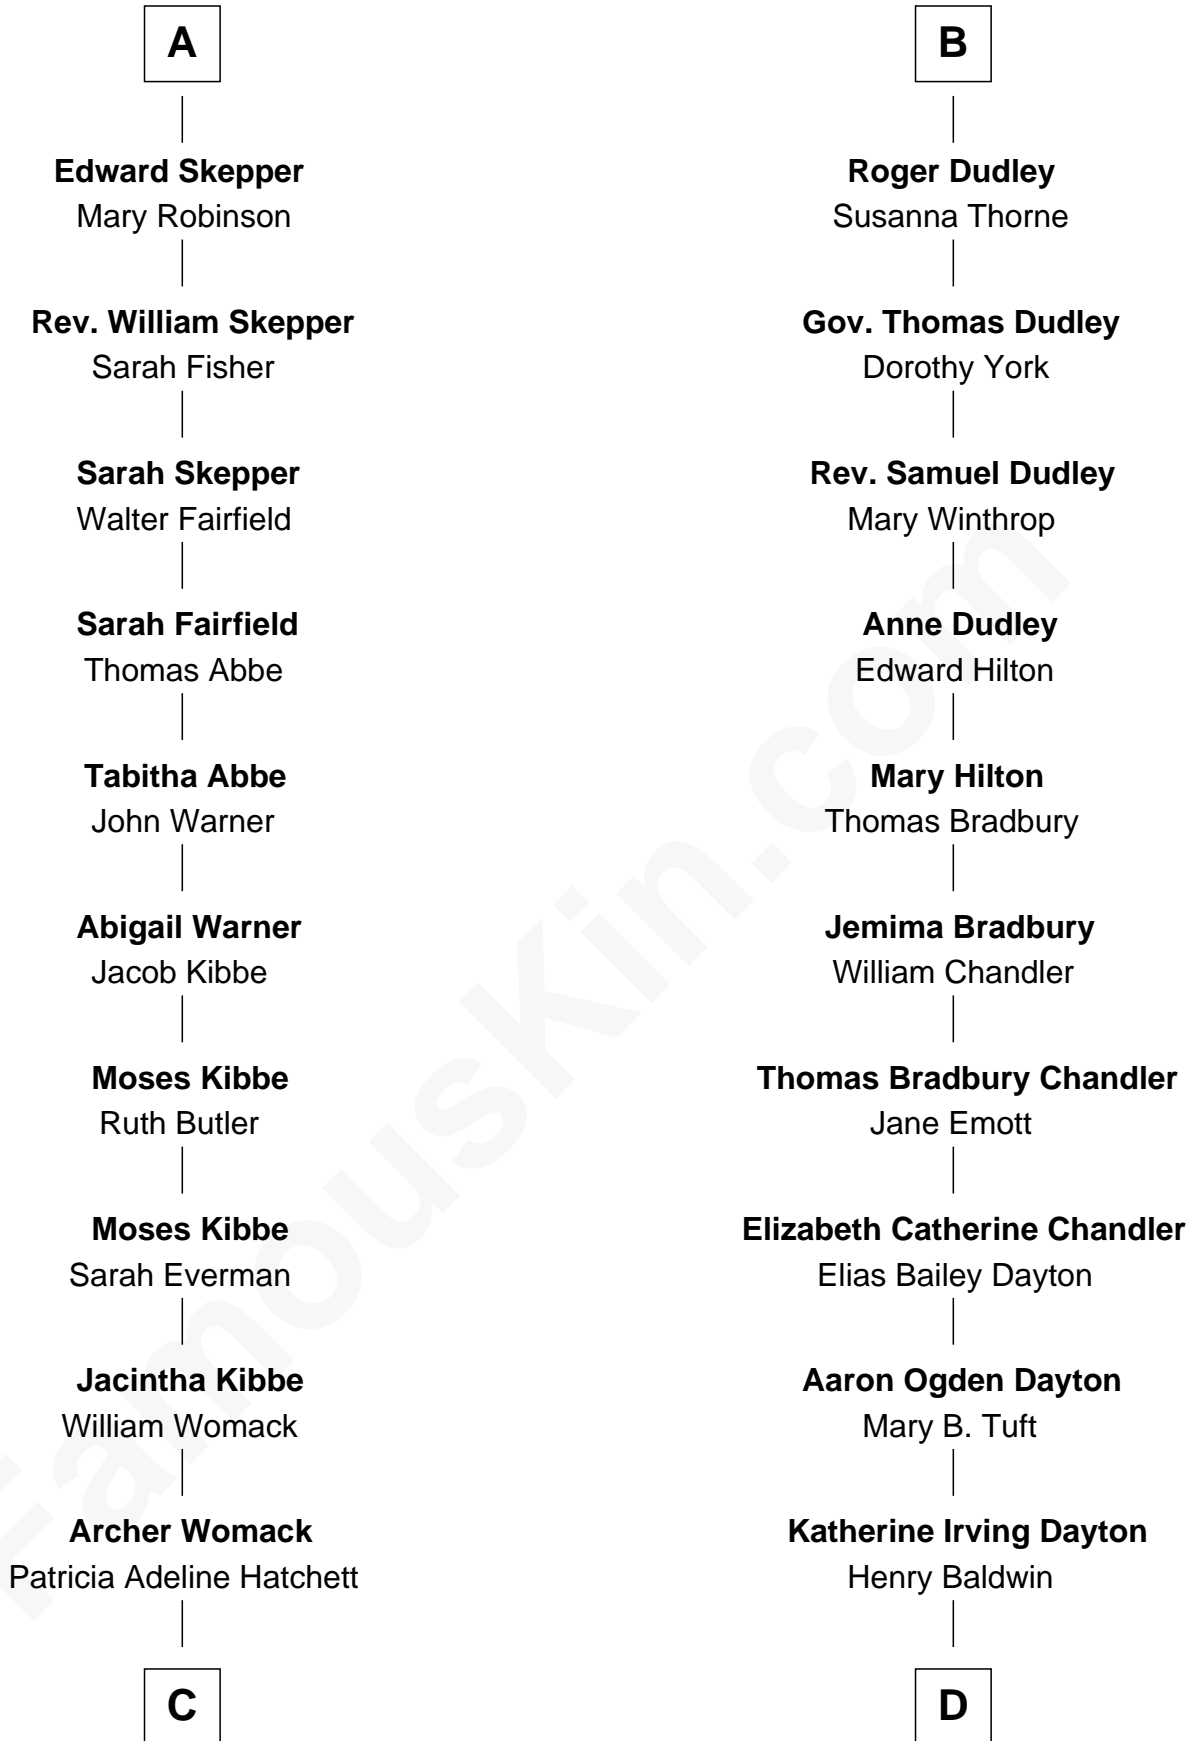 A
Edward Skepper
Mary Robinson
Rev. William Skepper
Sarah Fisher
Sarah Skepper
Walter Fairfield
Sarah Fairfield
Thomas Abbe
Tabitha Abbe
John Warner
Abigail Warner
Jacob Kibbe
Moses Kibbe
Ruth Butler
Moses Kibbe
Sarah Everman
Jacintha Kibbe
William Womack
Archer Womack
Patricia Adeline Hatchett
C
B
Roger Dudley
Susanna Thorne
Gov. Thomas Dudley
Dorothy York
Rev. Samuel Dudley
Mary Winthrop
Anne Dudley
Edward Hilton
Mary Hilton
Thomas Bradbury
Jemima Bradbury
William Chandler
Thomas Bradbury Chandler
Jane Emott
Elizabeth Catherine Chandler
Elias Bailey Dayton
Aaron Ogden Dayton
Mary B. Tuft
Katherine Irving Dayton
Henry Baldwin
D
FamousKin.com